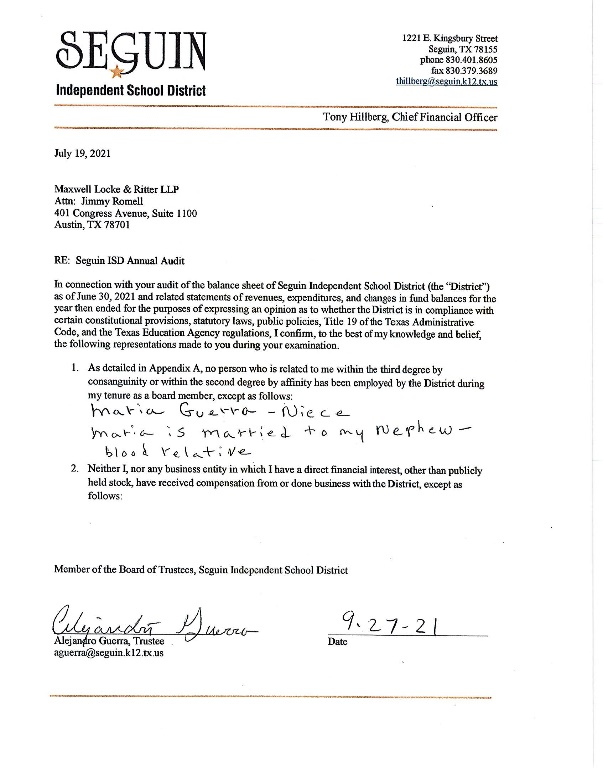 SEGUIN
Independent School District
1221 E. Kingsbury Street
Seguin, TX 78155
phone 830.401.8605
fax 830.379.3689
thillberg@seguin.k12.tx.us
Tony Hillberg, Chief Financial Officer
July 19, 2021
Maxwell Locke & Ritter LLP
Attn: Jimmy Romell
401 Congress Avenue, Suite 1100
Austin, TX 78701
RE: Seguin ISD Annual Audit
In connection with your audit of the balance sheet of Seguin Independent School District (the "District")
as of June 30, 2021 and related statements of revenues, expenditures, and changes in fund balances for the
year then ended for the purposes of expressing an opinion as to whether the District is in compliance with
certain constitutional provisions, statutory laws, public policies, Title 19 of the Texas Administrative
Code, and the Texas Education Agency regulations, I confirm, to the best of my knowledge and belief,
the following representations made to you during your examination.
1. As detailed in Appendix A, no person who is related to me within the third degree by
consanguinity or within the second degree by affinity has been employed by the District during
my tenure as a board member, except as follows:
Maria Guerra - Niece
Maria is married to my Nephew -
blood relative
2. Neither I, nor any business entity in which I have a direct financial interest, other than publicly
held stock, have received compensation from or done business with the District, except as
follows:
Member of the Board of Trustees, Seguin Independent School District
Alejandro Guerra
9-27-21
Alejandro Guerra, Trustee
Date
aguerra@seguin.k12.tx.us